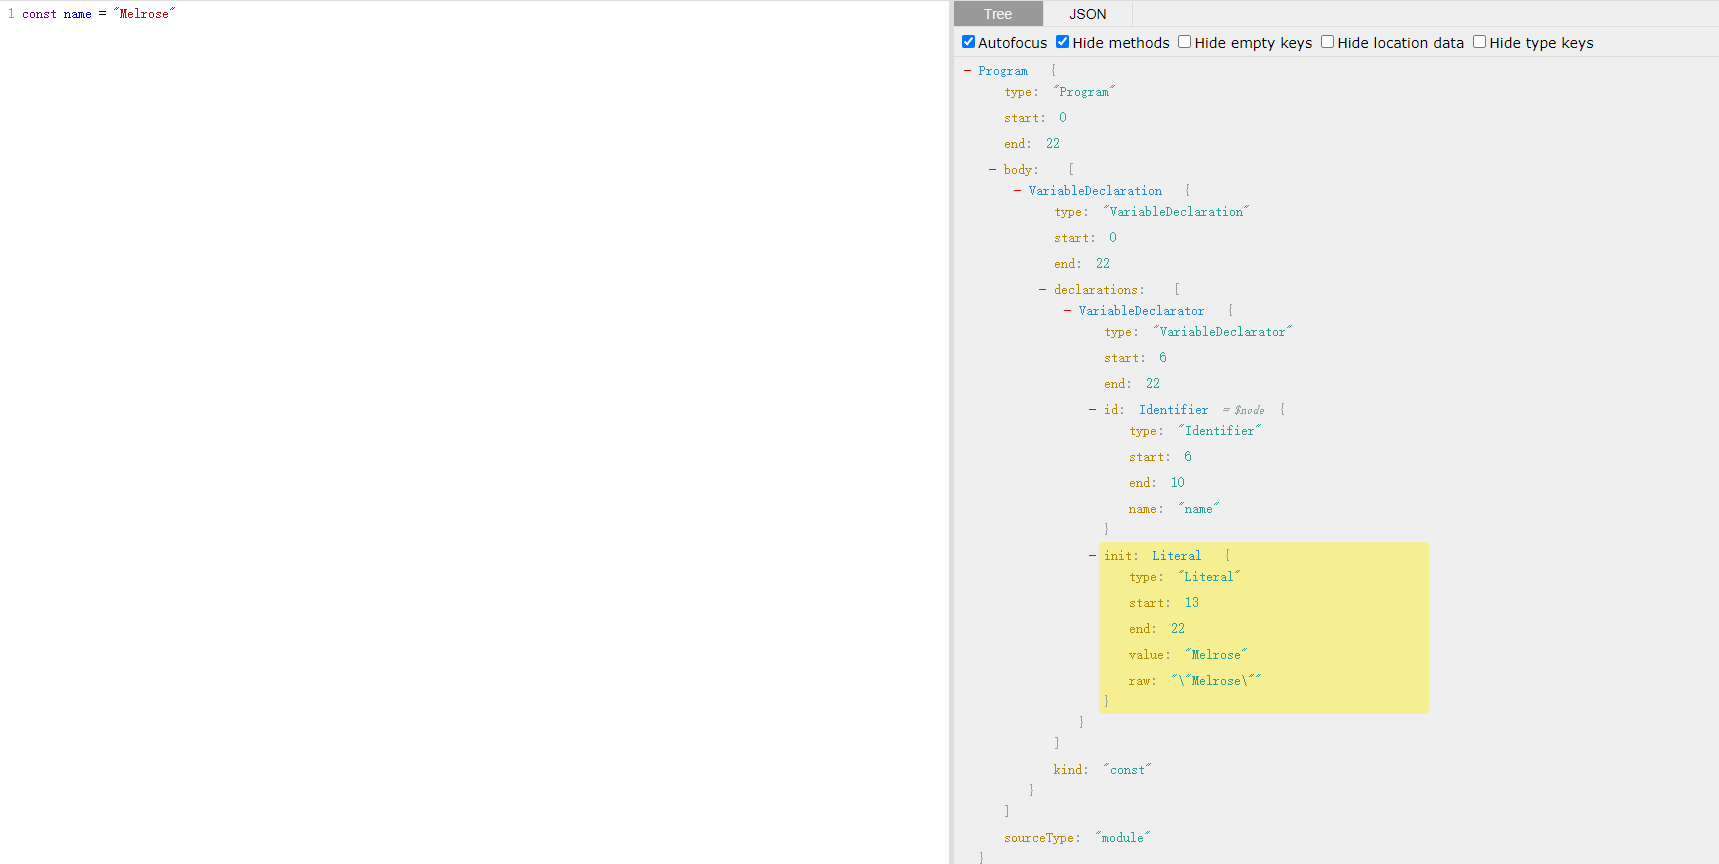 1 const name = "Melrose"
Tree JSON
Autofocus Hide methods Hide empty keys Hide location data Hide type keys
- Program {
type: "Program"
start: 0
end: 22
- body: [
- VariableDeclaration {
type: "VariableDeclaration"
start: 0
end: 22
- declarations: [
- VariableDeclarator {
type: "VariableDeclarator"
start: 6
end: 22
- id: Identifier = $node {
type: "Identifier"
start: 6
end: 10
name: "name"
}
- init: Literal {
type: "Literal"
start: 13
end: 22
value: "Melrose"
raw: "\"Melrose\""
}
}
]
kind: "const"
}
]
sourceType: "module"
}